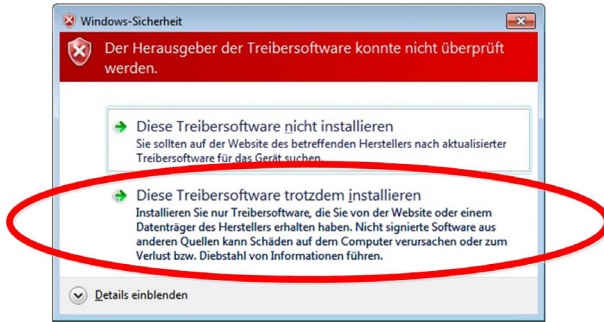 Windows-Sicherheit
Der Herausgeber der Treibersoftware konnte nicht überprüft
werden.
Diese Treibersoftware nicht installieren
Sie sollten auf der Website des betreffenden Herstellers nach aktualisierter
Treibersoftware für das Gerät suchen.
Diese Treibersoftware trotzdem installieren
Installieren Sie nur Treibersoftware, die Sie von der Website oder einem
Datenträger des Herstellers erhalten haben. Nicht signierte Software aus
anderen Quellen kann Schäden auf dem Computer verursachen oder zum
Verlust bzw. Diebstahl von Informationen führen.
Details einblenden